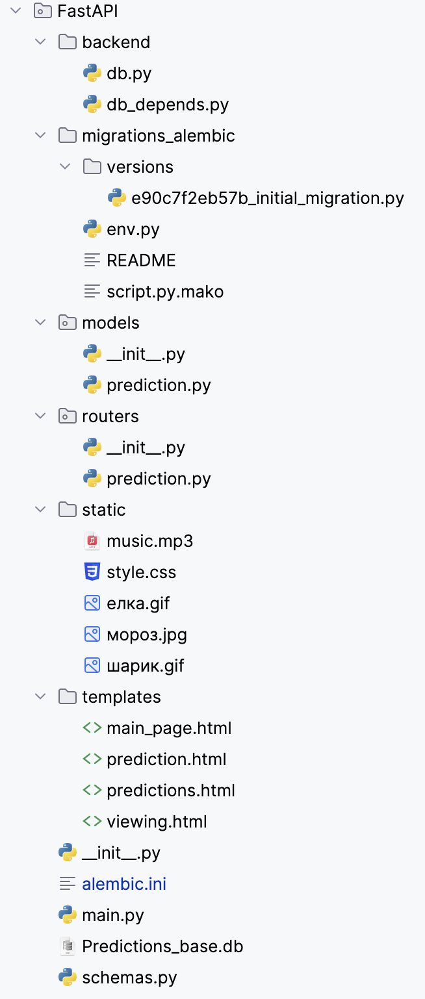 FastAPI
backend
db.py
db_depends.py
migrations_alembic
versions
e90c7f2eb57b_initial_migration.py
env.py
README
script.py.mako
models
__init__.py
prediction.py
routers
__init__.py
prediction.py
static
music.mp3
style.css
елка.gif
мороз.jpg
шарик.gif
templates
main_page.html
prediction.html
predictions.html
viewing.html
__init__.py
alembic.ini
main.py
Predictions_base.db
schemas.py